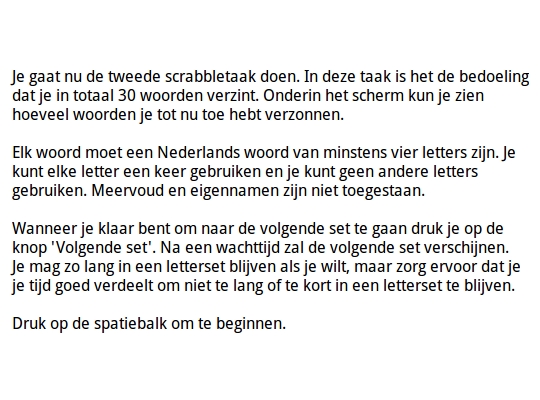 Je gaat nu de tweede scrabbletaak doen. In deze taak is het de bedoeling
dat je in totaal 30 woorden verzint. Onderin het scherm kun je zien
hoeveel woorden je tot nu toe hebt verzonnen.
Elk woord moet een Nederlands woord van minstens vier letters zijn. Je
kunt elke letter een keer gebruiken en je kunt geen andere letters
gebruiken. Meervoud en eigennamen zijn niet toegestaan.
Wanneer je klaar bent om naar de volgende set te gaan druk je op de
knop 'Volgende set'. Na een wachttijd zal de volgende set verschijnen.
Je mag zo lang in een letterset blijven als je wilt, maar zorg ervoor dat je
je tijd goed verdeelt om niet te lang of te kort in een letterset te blijven.
Druk op de spatiebalk om te beginnen.